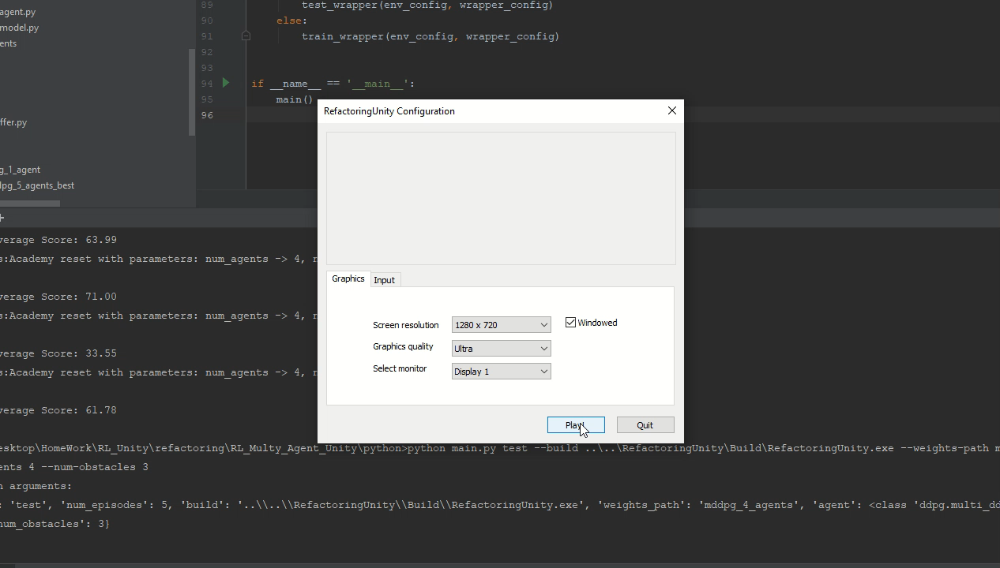 agent.py
model.py
ents
ffer.py
g_1_agent
lpg_5_agents_best
89 test_wrapper(env_config, wrapper_config)
90 else:
91 train_wrapper(env_config, wrapper_config)
92
93
94 if __name__ == '__main__':
95 main()
96
RefactoringUnity Configuration
Graphics Input
Screen resolution 1280 x 720 Windowed
Graphics quality Ultra
Select monitor Display 1
Play! Quit
verage Score: 63.99
s:Academy reset with parameters: num_agents -> 4, n
verage Score: 71.00
s:Academy reset with parameters: num_agents -> 4, n
verage Score: 33.55
s:Academy reset with parameters: num_agents -> 4, n
verage Score: 61.78
esktop\HomeWork\RL_Unity\refactoring\RL_Multy_Agent_Unity\python>python main.py test --build ..\..\RefactoringUnity\Build\RefactoringUnity.exe --weights-path m
ents 4 --num-obstacles 3
n arguments:
: 'test', 'num_episodes': 5, 'build': '..\\..\\RefactoringUnity\\Build\\RefactoringUnity.exe', 'weights_path': 'mddpg_4_agents', 'agent': <class 'ddpg.multi_dd
num_obstacles': 3}